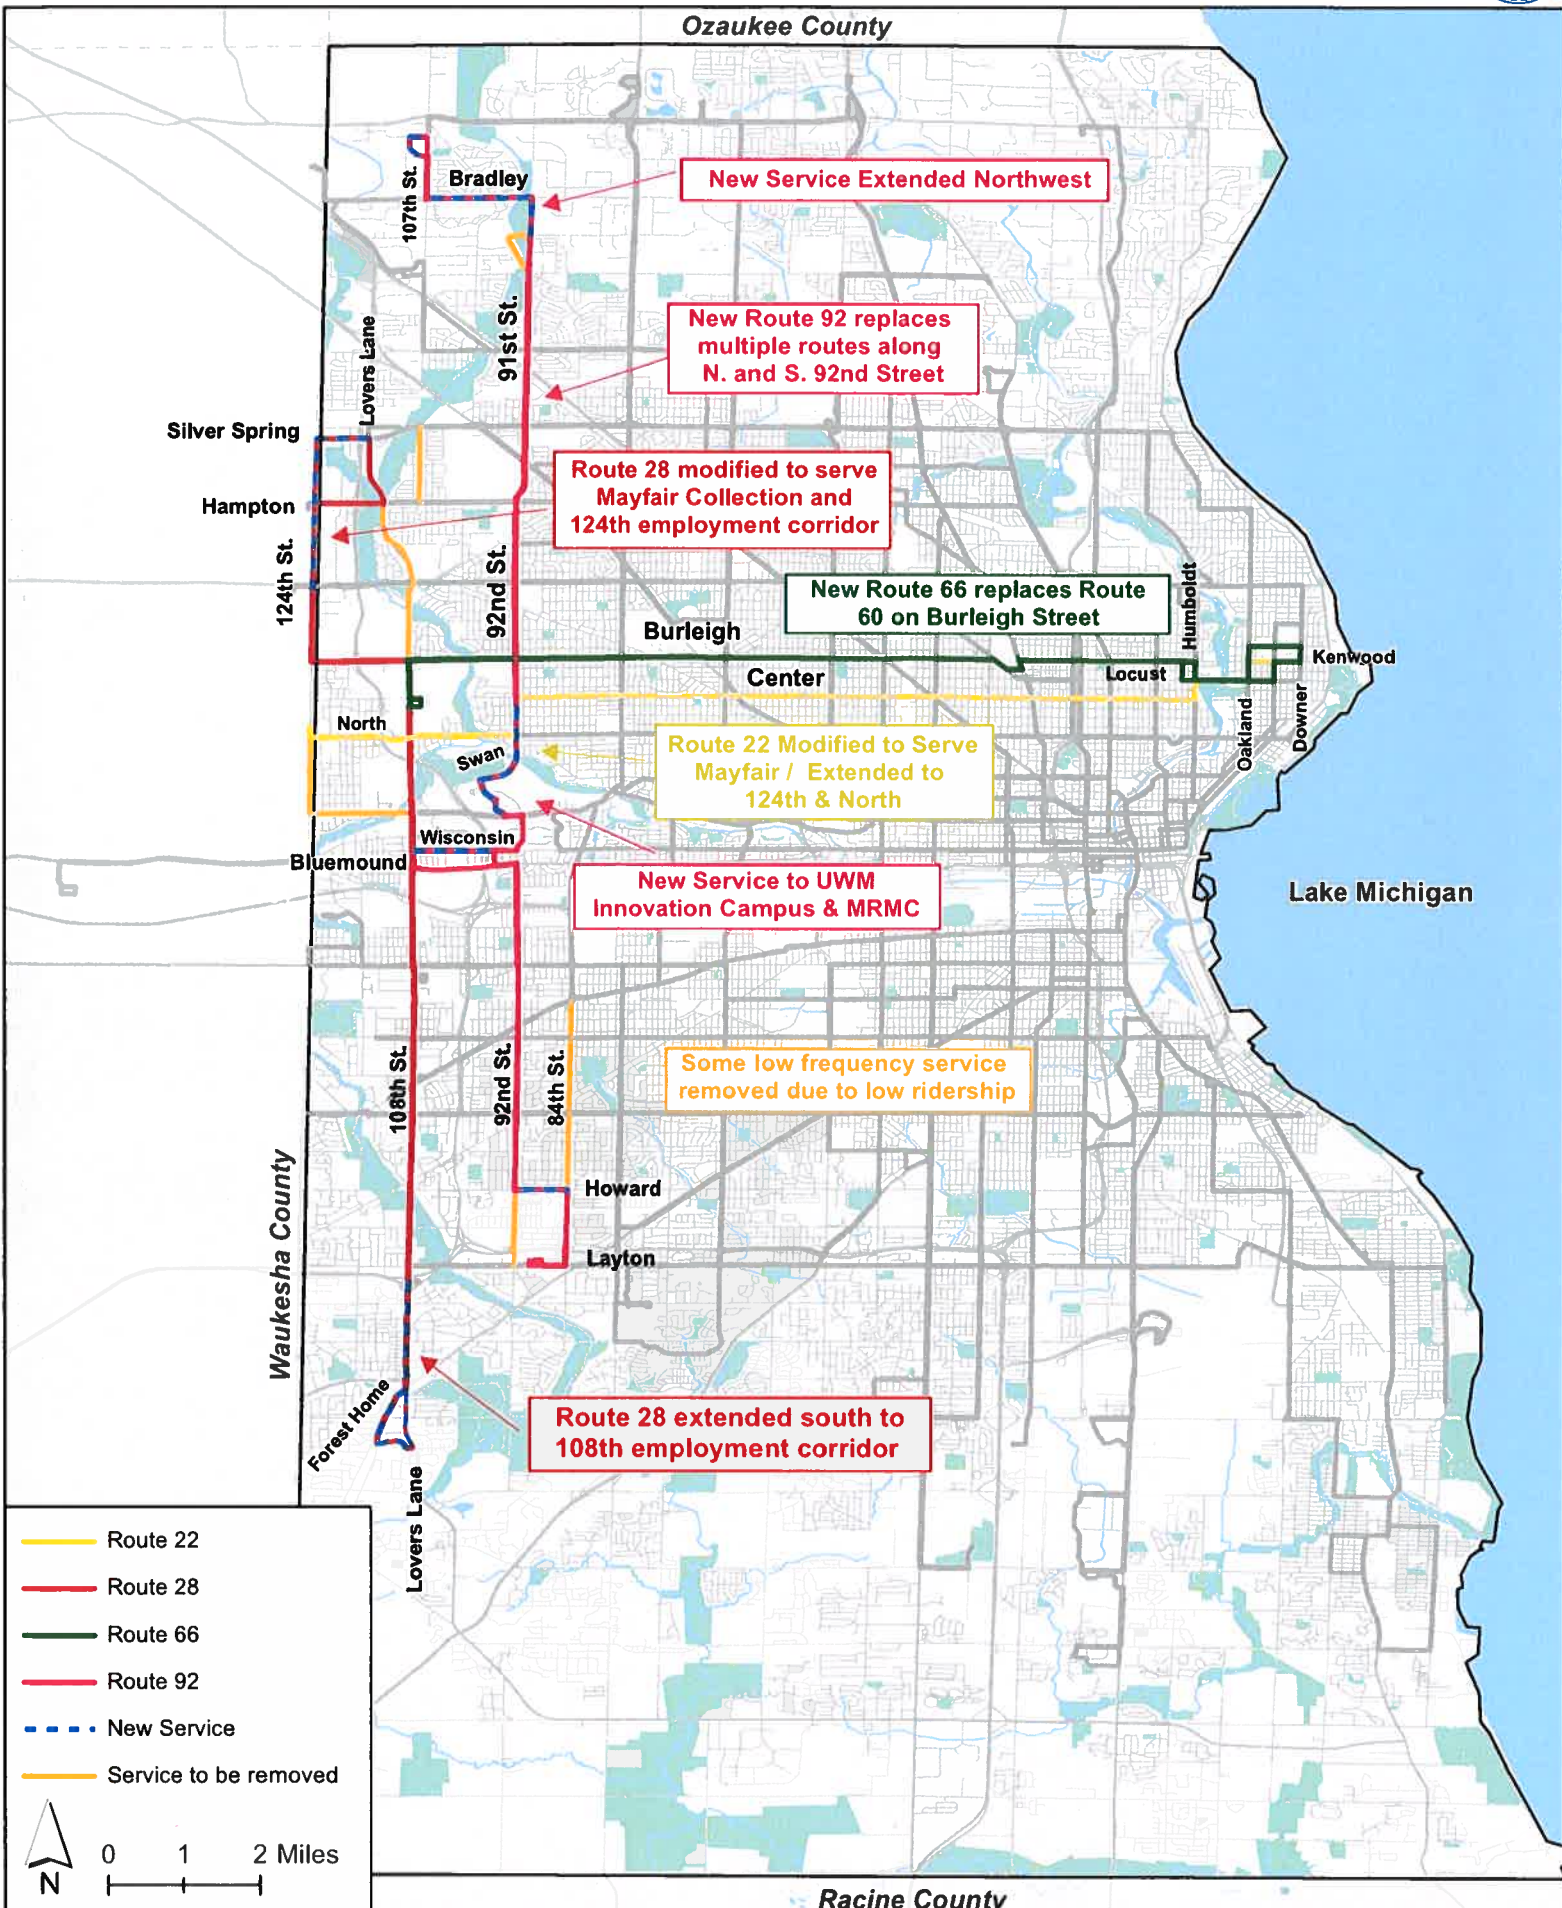 Ozaukee County
107th St.
Bradley
New Service Extended Northwest
91st St.
Lovers Lane
New Route 92 replaces
multiple routes along
N. and S. 92nd Street
Silver Spring
Hampton
Route 28 modified to serve
Mayfair Collection and
124th employment corridor
124th St.
92nd St.
New Route 66 replaces Route
60 on Burleigh Street
Humboldt
Burleigh
Kenwood
Locust
Center
Oakland
Downer
North
Swan
Route 22 Modified to Serve
Mayfair / Extended to
124th & North
Wisconsin
Bluemound
New Service to UWM
Innovation Campus & MRMC
Lake Michigan
108th St.
92nd St.
84th St.
Some low frequency service
removed due to low ridership
Howard
Layton
Waukesha County
Forest Home
Route 28 extended south to
108th employment corridor
Lovers Lane
Route 22
Route 28
Route 66
Route 92
New Service
Service to be removed
N
0 1 2 Miles
Racine County